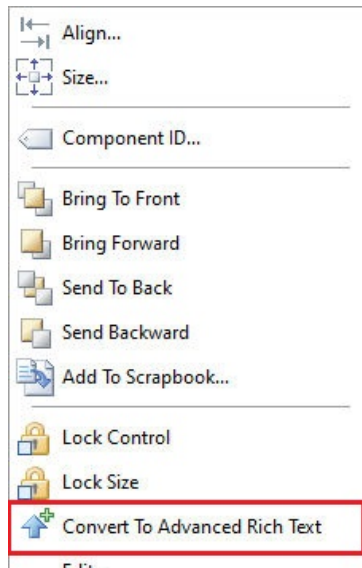 Align...
Size...
Component ID...
Bring To Front
Bring Forward
Send To Back
Send Backward
Add To Scrapbook...
Lock Control
Lock Size
Convert To Advanced Rich Text